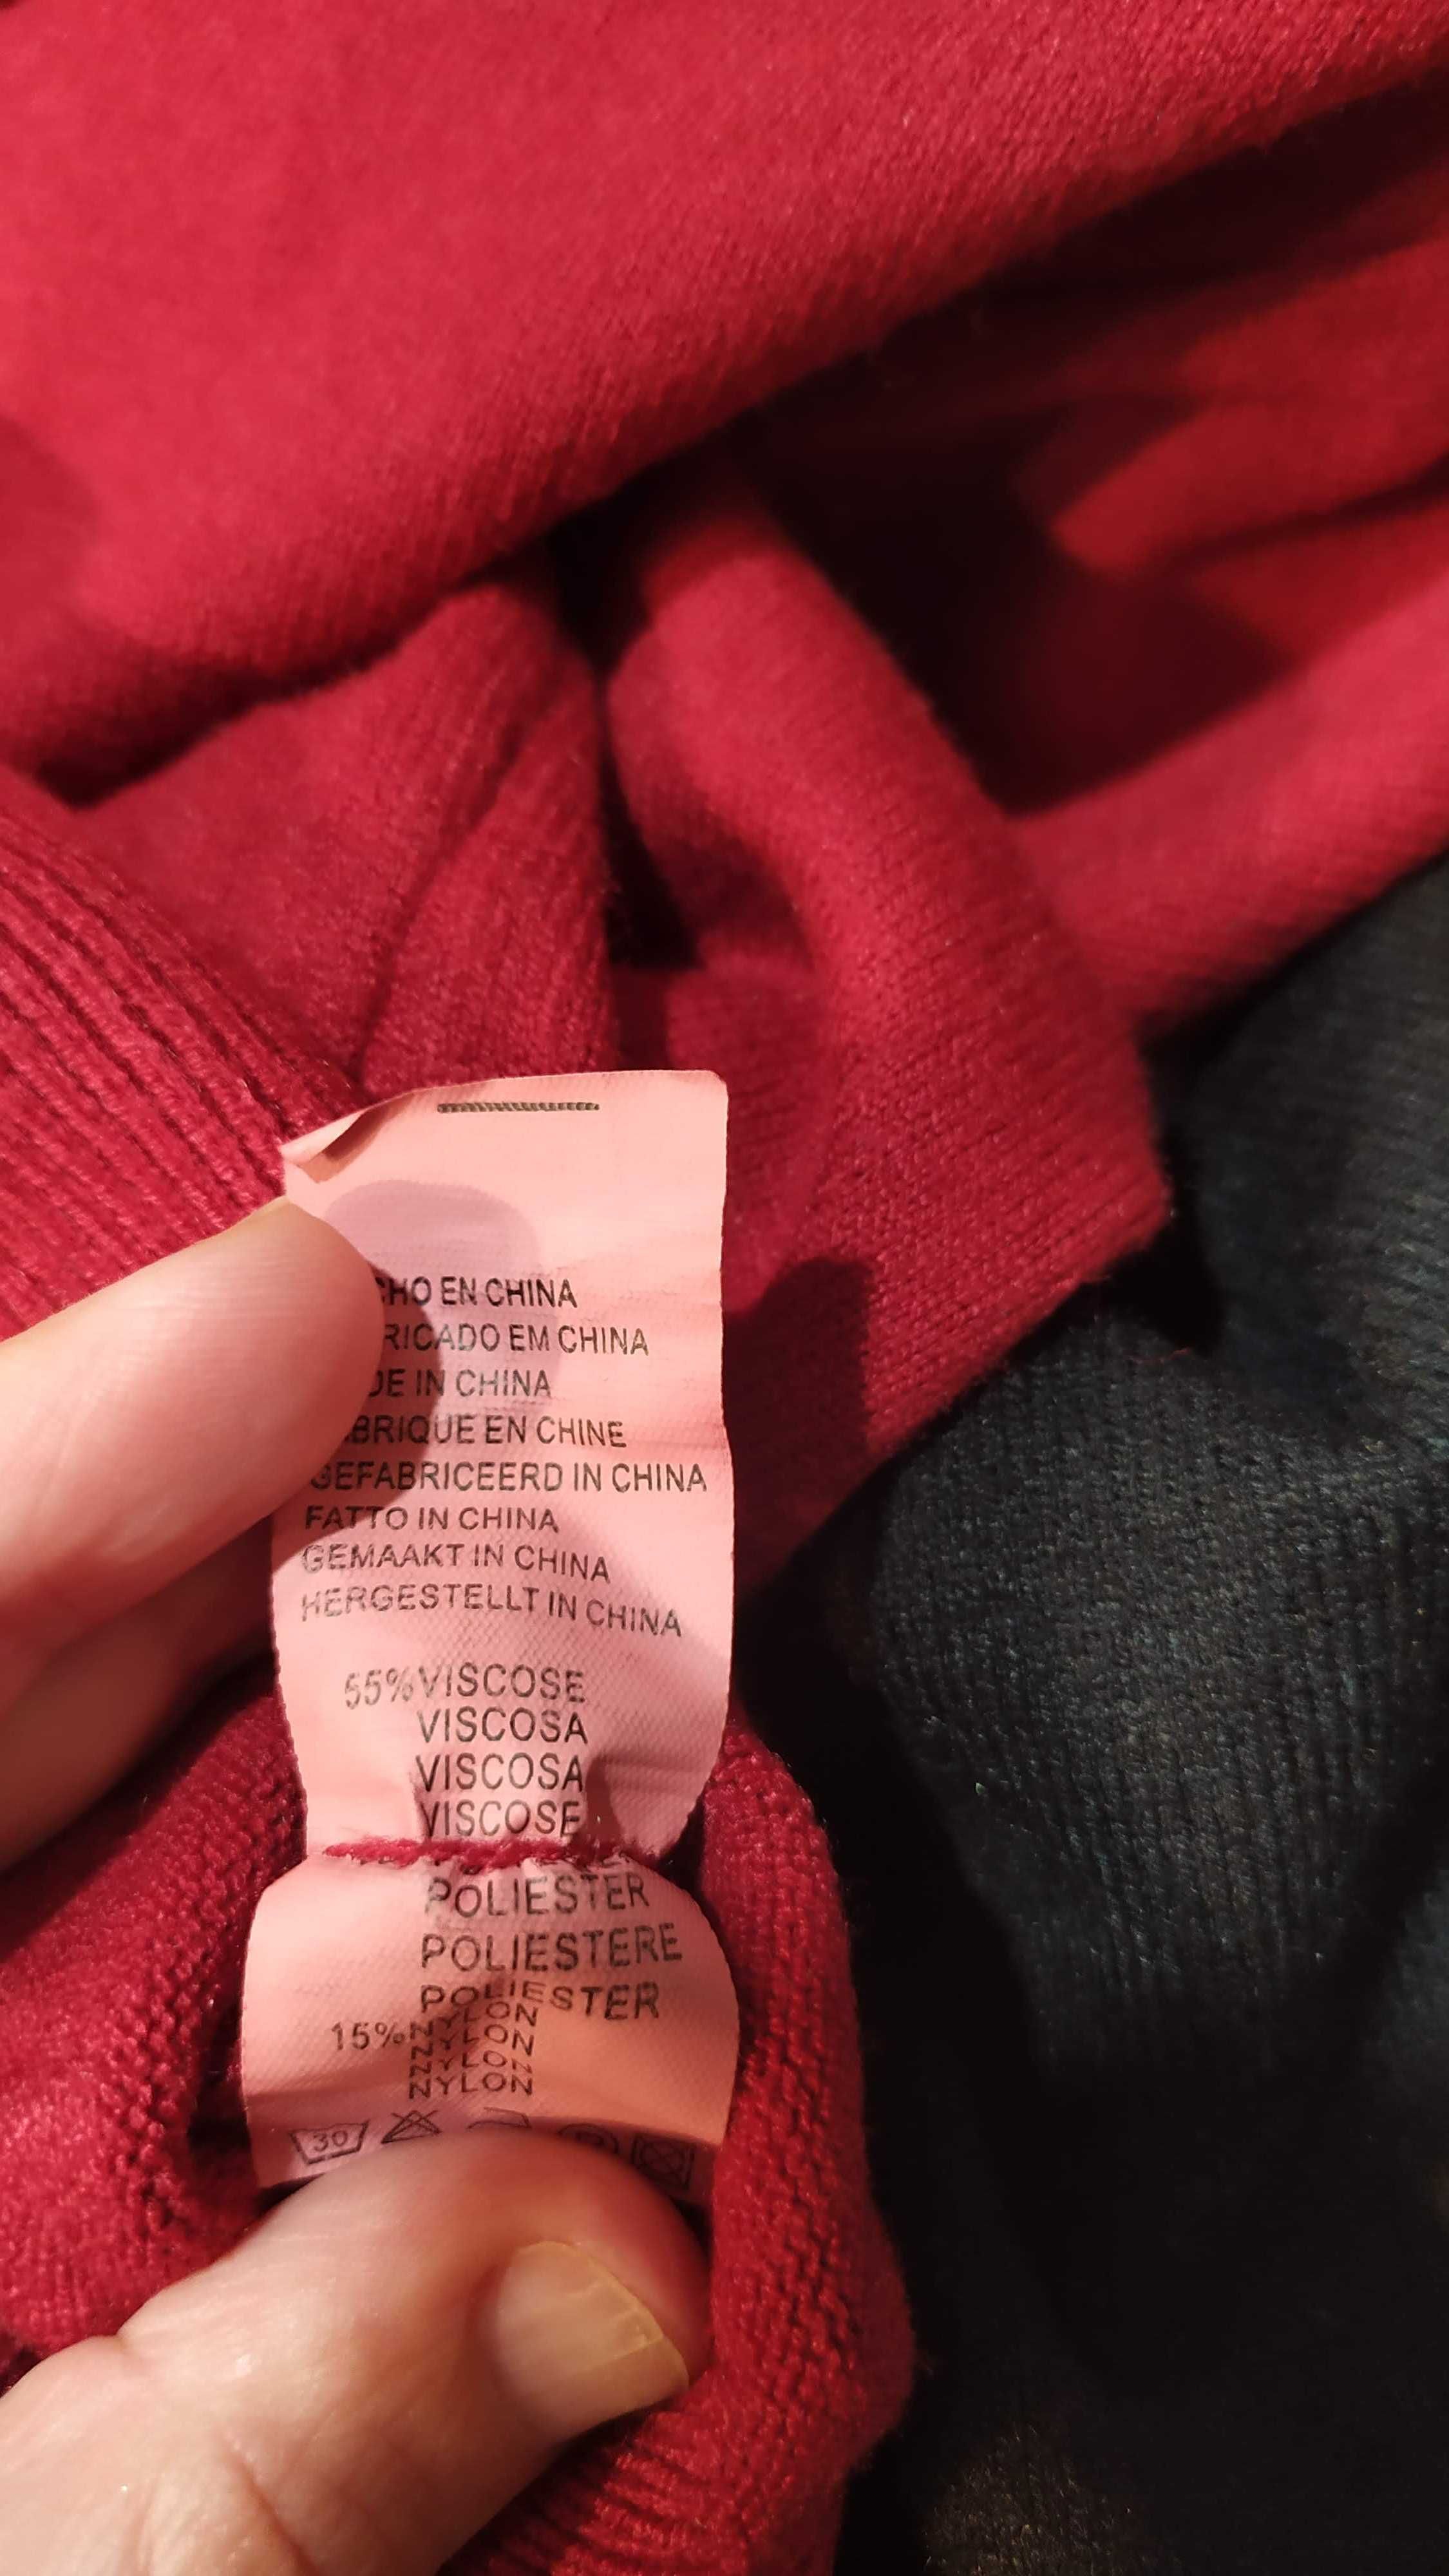 CHO EN CHINA
RICADO EM CHINA
DE IN CHINA
BRIQUE EN CHINE
GEFABRICEERD IN CHINA
FATTO IN CHINA
GEMAAKT IN CHINA
HERGESTELLT IN CHINA
55%VISCOSE
VISCOSA
VISCOSA
VISCOSE
POLIESTER
POLIESTERE
POLIESTER
15%NYLON
NYLON
NYLON
NYLON
30